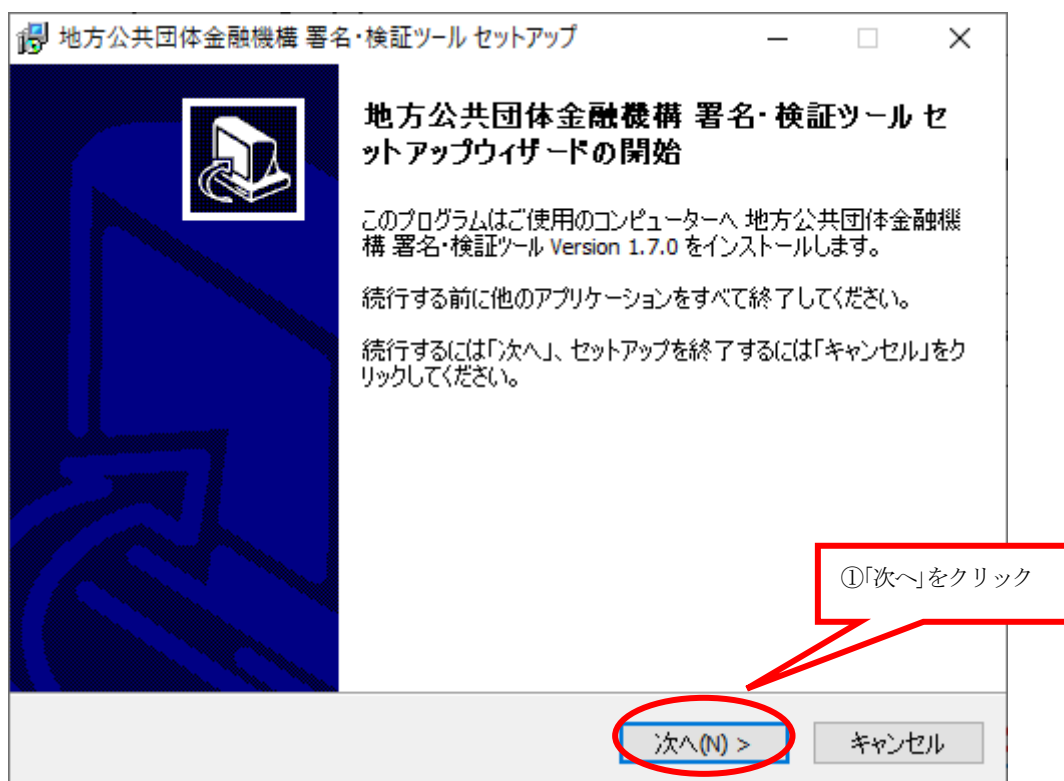 地方公共団体金融機構 署名・検証ツール セットアップ
地方公共団体金融機構 署名・検証ツール セ
ットアップウィザードの開始
このプログラムはご使用のコンピューターへ 地方公共団体金融機
構 署名・検証ツール Version 1.7.0 をインストールします。
続行する前に他のアプリケーションをすべて終了してください。
続行するには「次へ」、セットアップを終了するには「キャンセル」をク
リックしてください。
①「次へ」をクリック
次へ(N) >
キャンセル